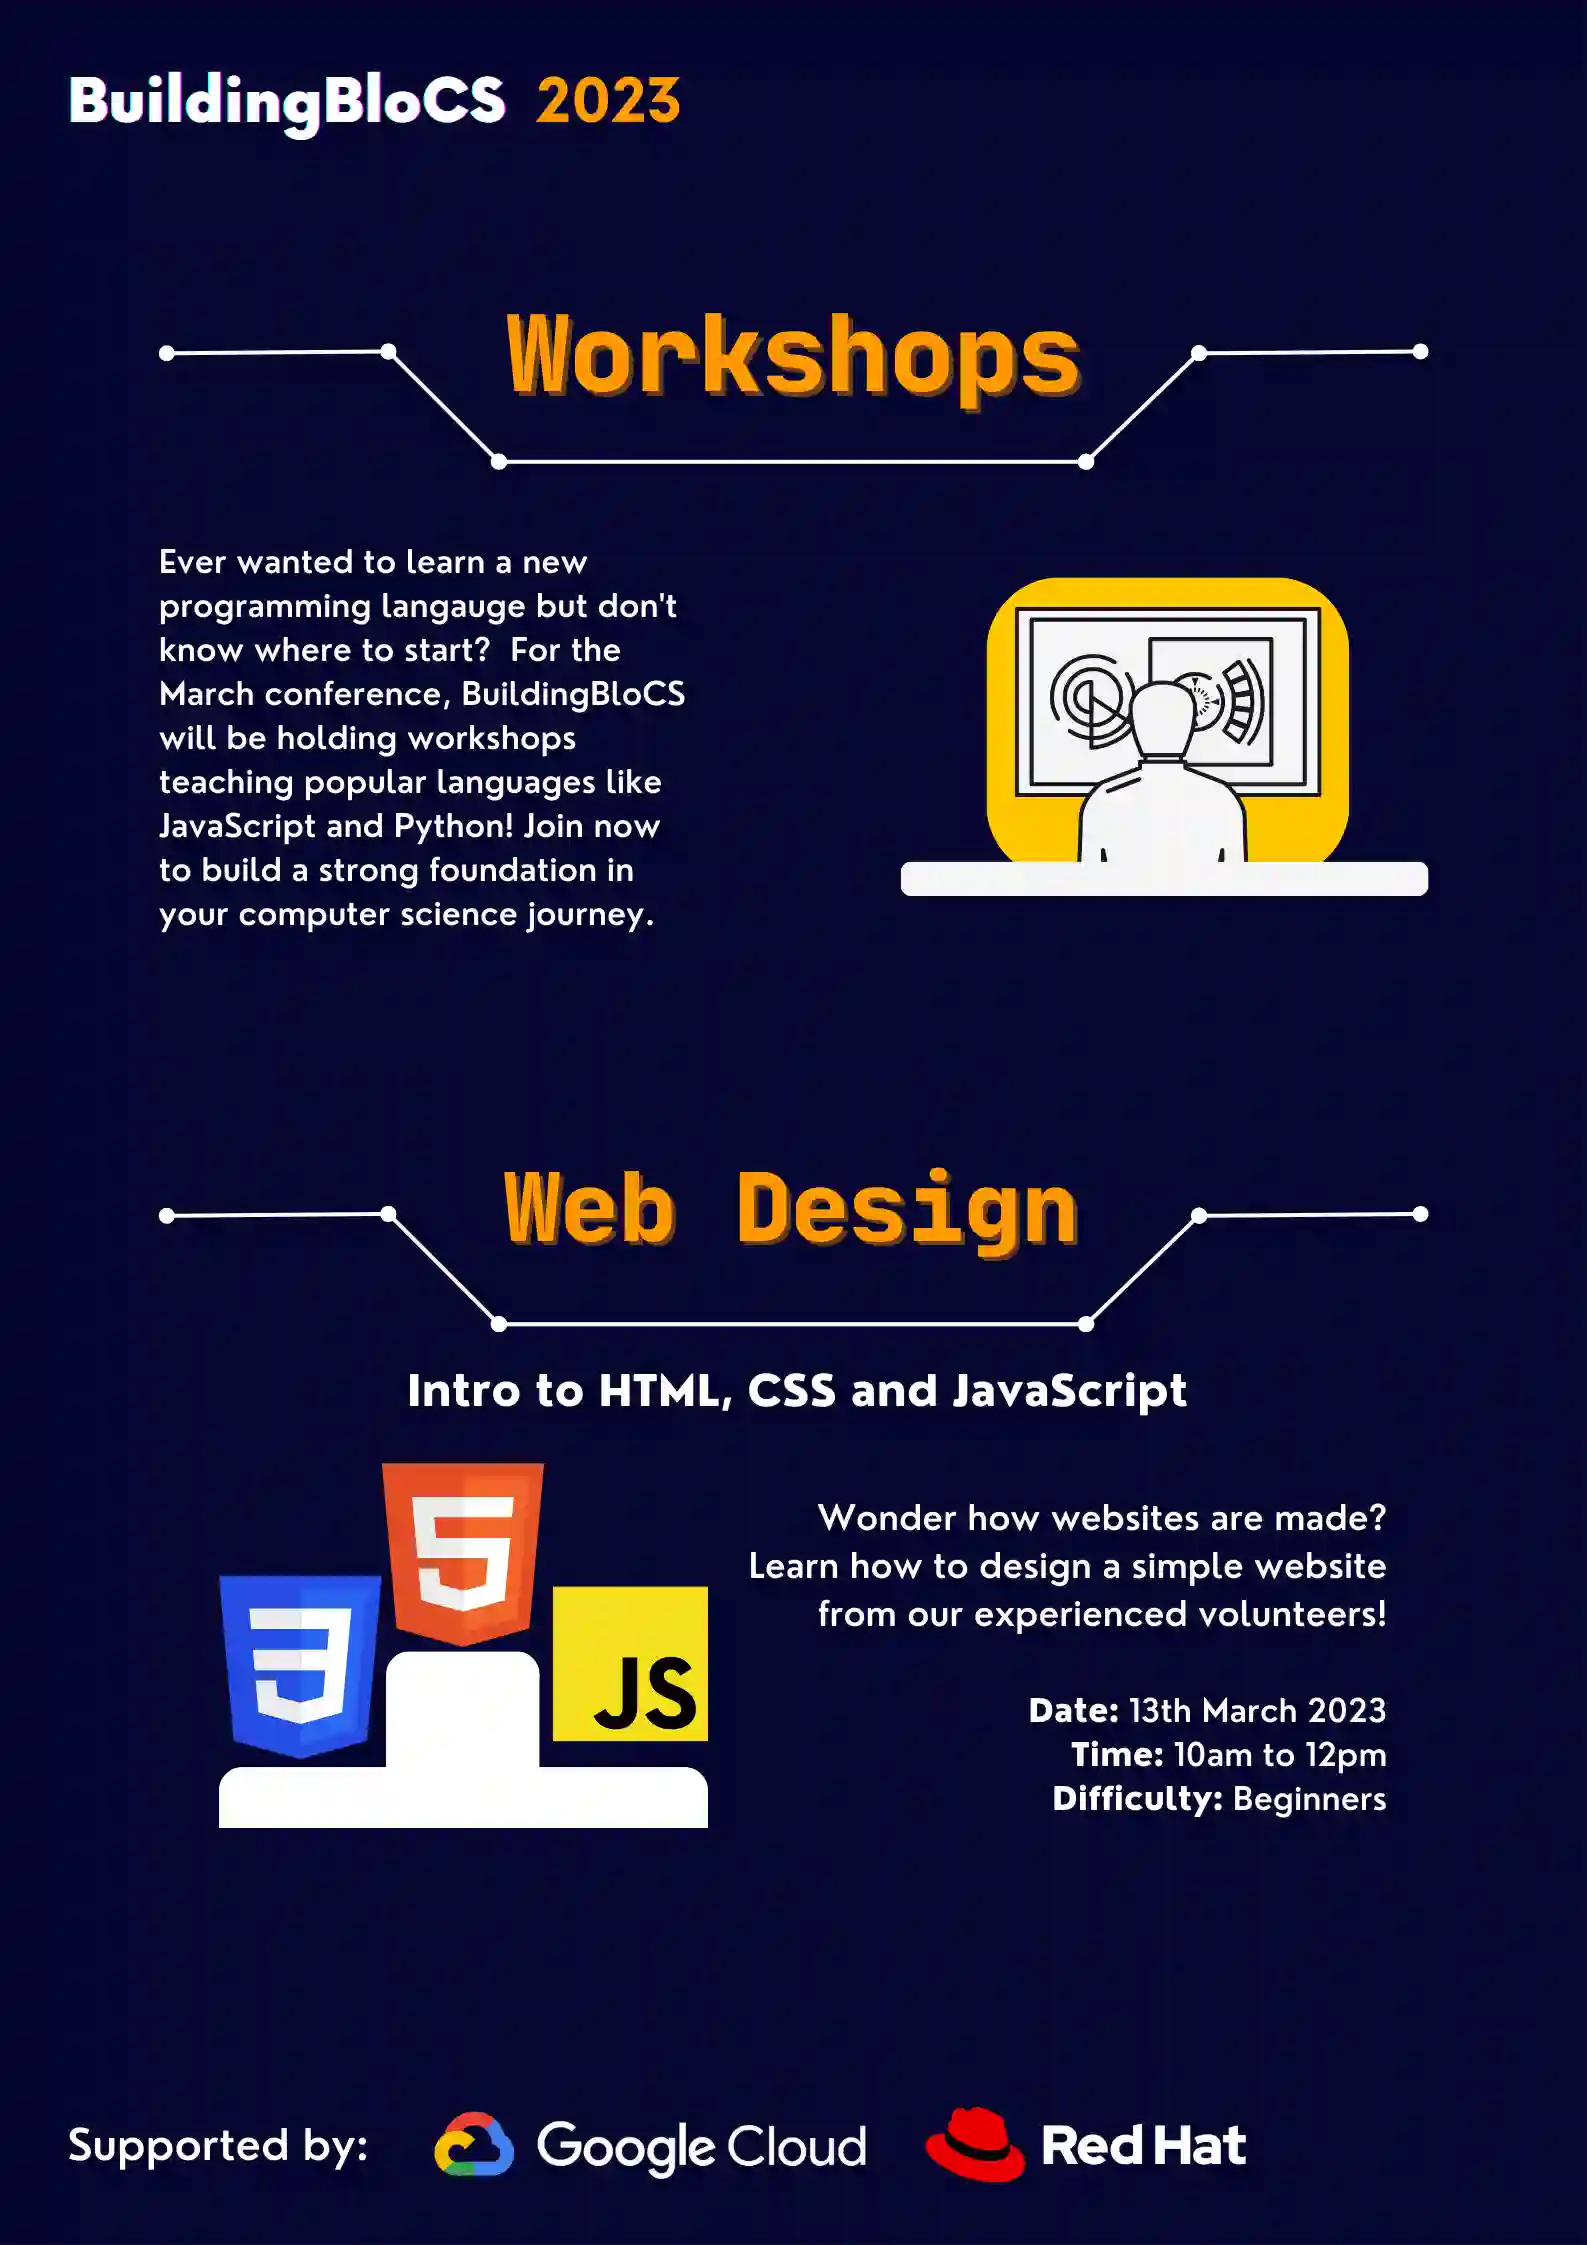 BuildingBloCS 2023
Workshops
Ever wanted to learn a new
programming langauge but don't
know where to start?  For the
March conference, BuildingBloCS
will be holding workshops
teaching popular languages like
JavaScript and Python! Join now
to build a strong foundation in
your computer science journey.
Web Design
Intro to HTML, CSS and JavaScript
5
3
JS
Wonder how websites are made?
Learn how to design a simple website
from our experienced volunteers!
Date: 13th March 2023
Time: 10am to 12pm
Difficulty: Beginners
Supported by: Google Cloud Red Hat